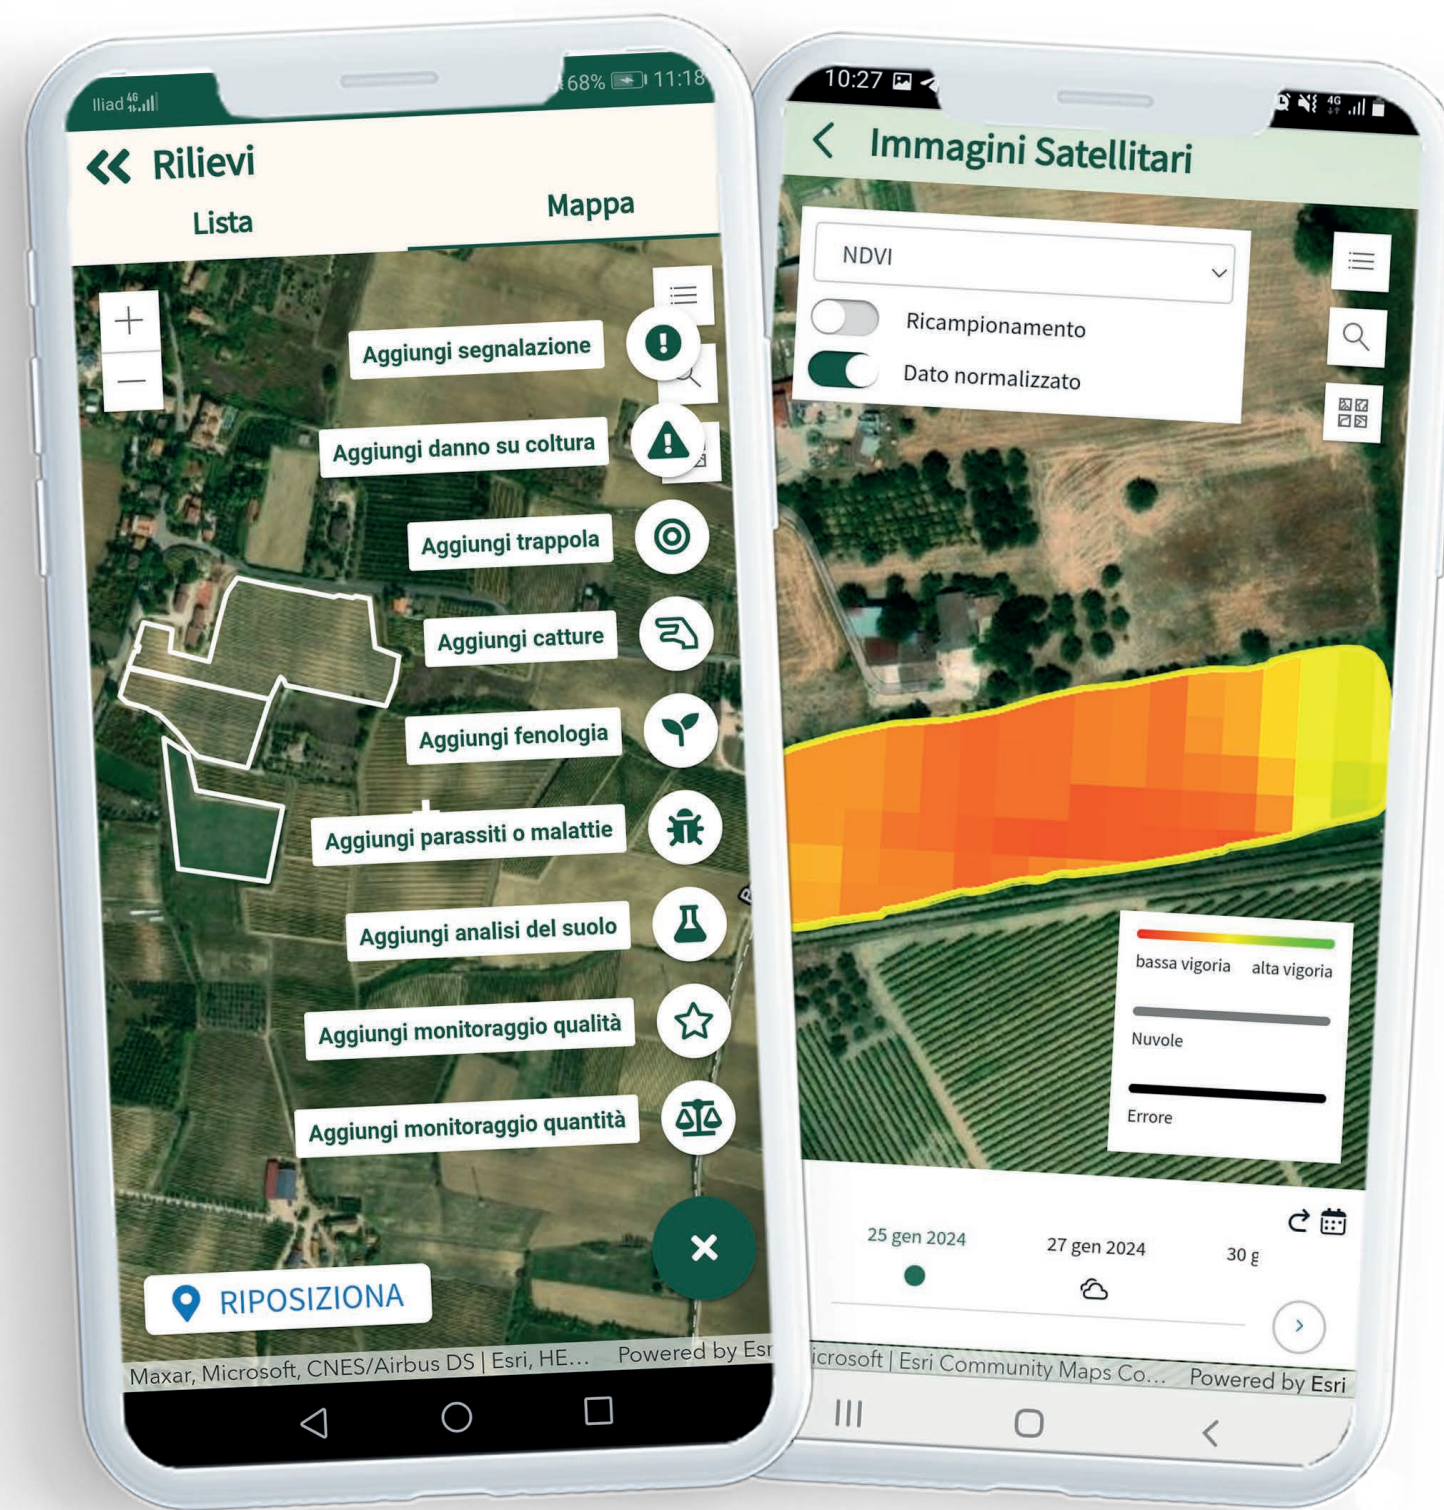 Iliad 4G
68% 11:18
Rilievi
Lista
Mappa
Aggiungi segnalazione
Aggiungi danno su coltura
Aggiungi trappola
Aggiungi catture
Aggiungi fenologia
Aggiungi parassiti o malattie
Aggiungi analisi del suolo
Aggiungi monitoraggio qualità
Aggiungi monitoraggio quantità
RIPOSIZIONA
Maxar, Microsoft, CNES/Airbus DS | Esri, HE...
Powered by Esr
10:27
4G
Immagini Satellitari
NDVI
Ricampionamento
Dato normalizzato
bassa vigoria
alta vigoria
Nuvole
Errore
25 gen 2024
27 gen 2024
30 g
icrosoft | Esri Community Maps Co...
Powered by Esri